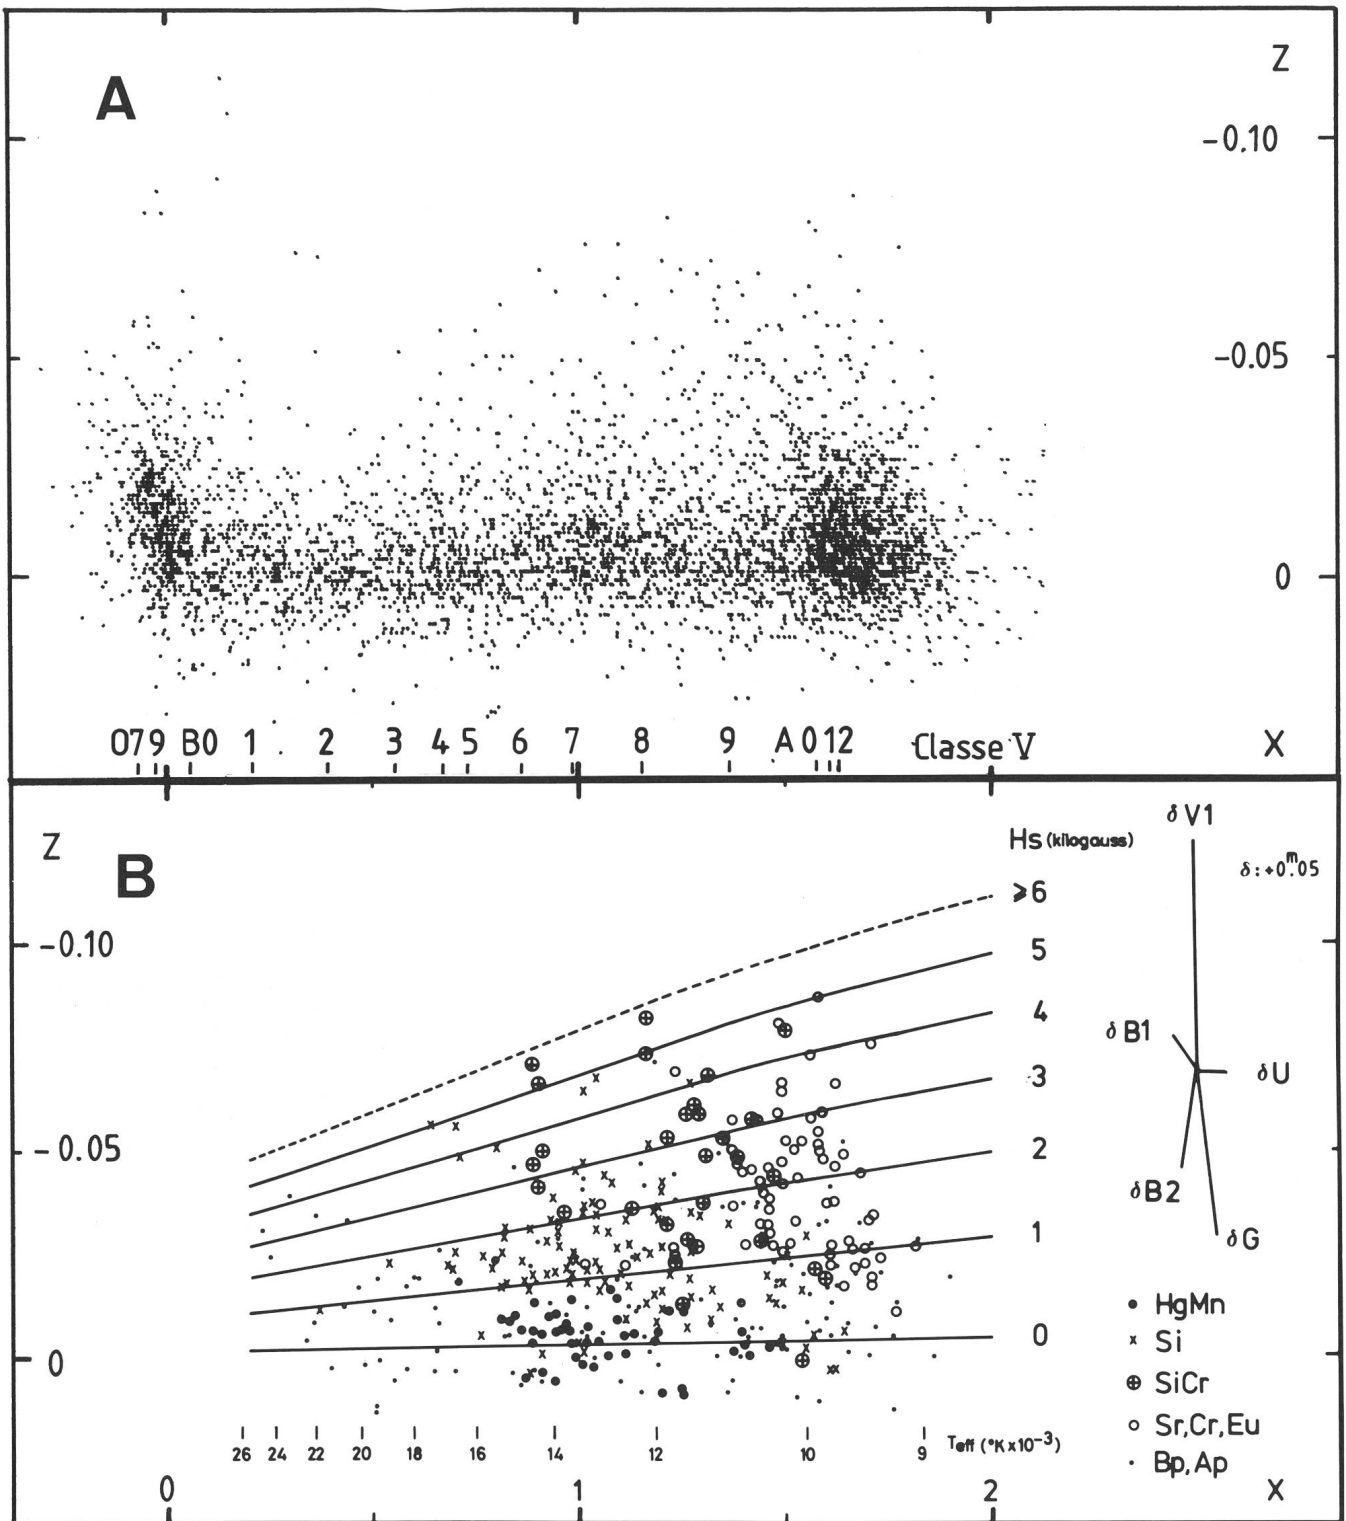 A
Z
-0.10
-0.05
0
O7 9 B0 1 2 3 4 5 6 7 8 9 A0 1 2 Classe V X
B
Z
-0.10
-0.05
0
Hs (kilogauss)
⩾6
5
4
3
2
1
0
δV1
δ:+0ᵐ.05
δB1
δU
δB2
δG
• HgMn
x Si
⊕ SiCr
○ Sr,Cr,Eu
· Bp,Ap
26 24 22 20 18 16 14 12 10 9 Teff (°K x 10⁻³)
0 1 2 X